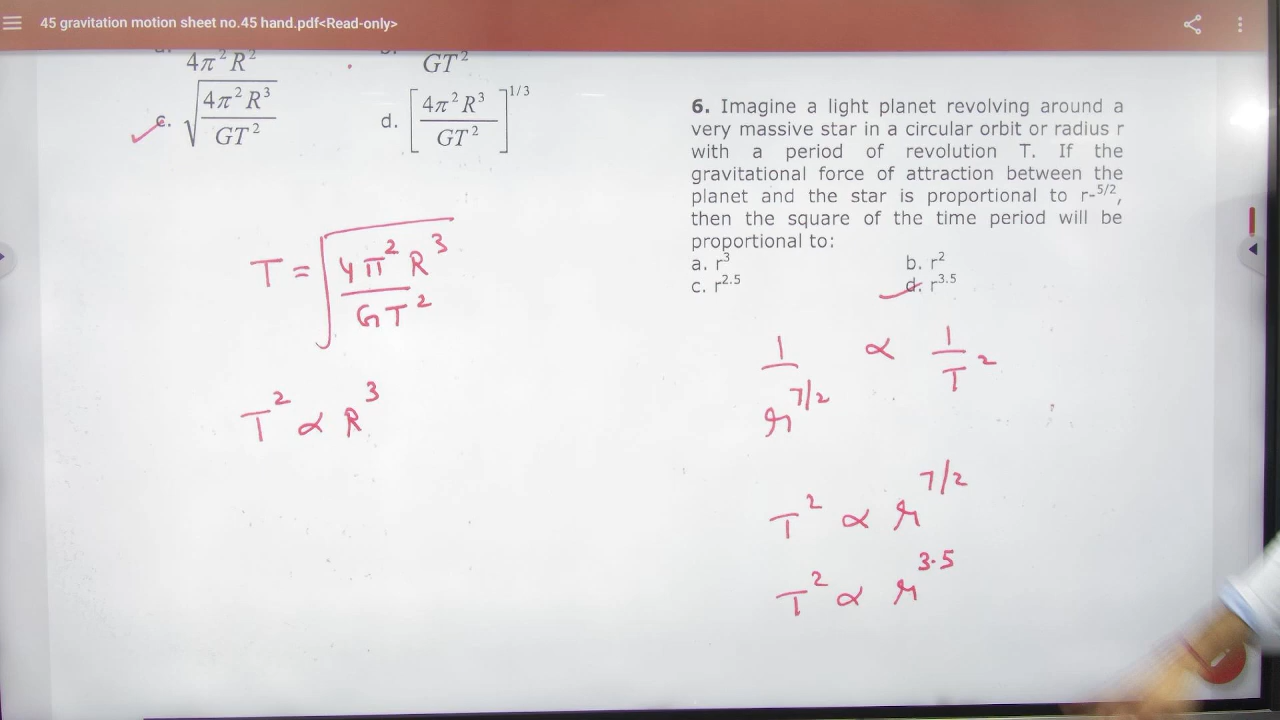 45 gravitation motion sheet no.45 hand.pdf<Read-only>
4π²R²
GT²
c. √(4π²R³/GT²)
d. [4π²R³/GT²]^1/3
T = √(4π²R³/GT²)
T² ∝ R³
6. Imagine a light planet revolving around a
very massive star in a circular orbit or radius r
with a period of revolution T. If the
gravitational force of attraction between the
planet and the star is proportional to r-⁵/²,
then the square of the time period will be
proportional to:
a. r³ b. r²
c. r².⁵ d. r³.⁵
1/r^7/2 ∝ 1/T²
T² ∝ r^7/2
T² ∝ r^3.5